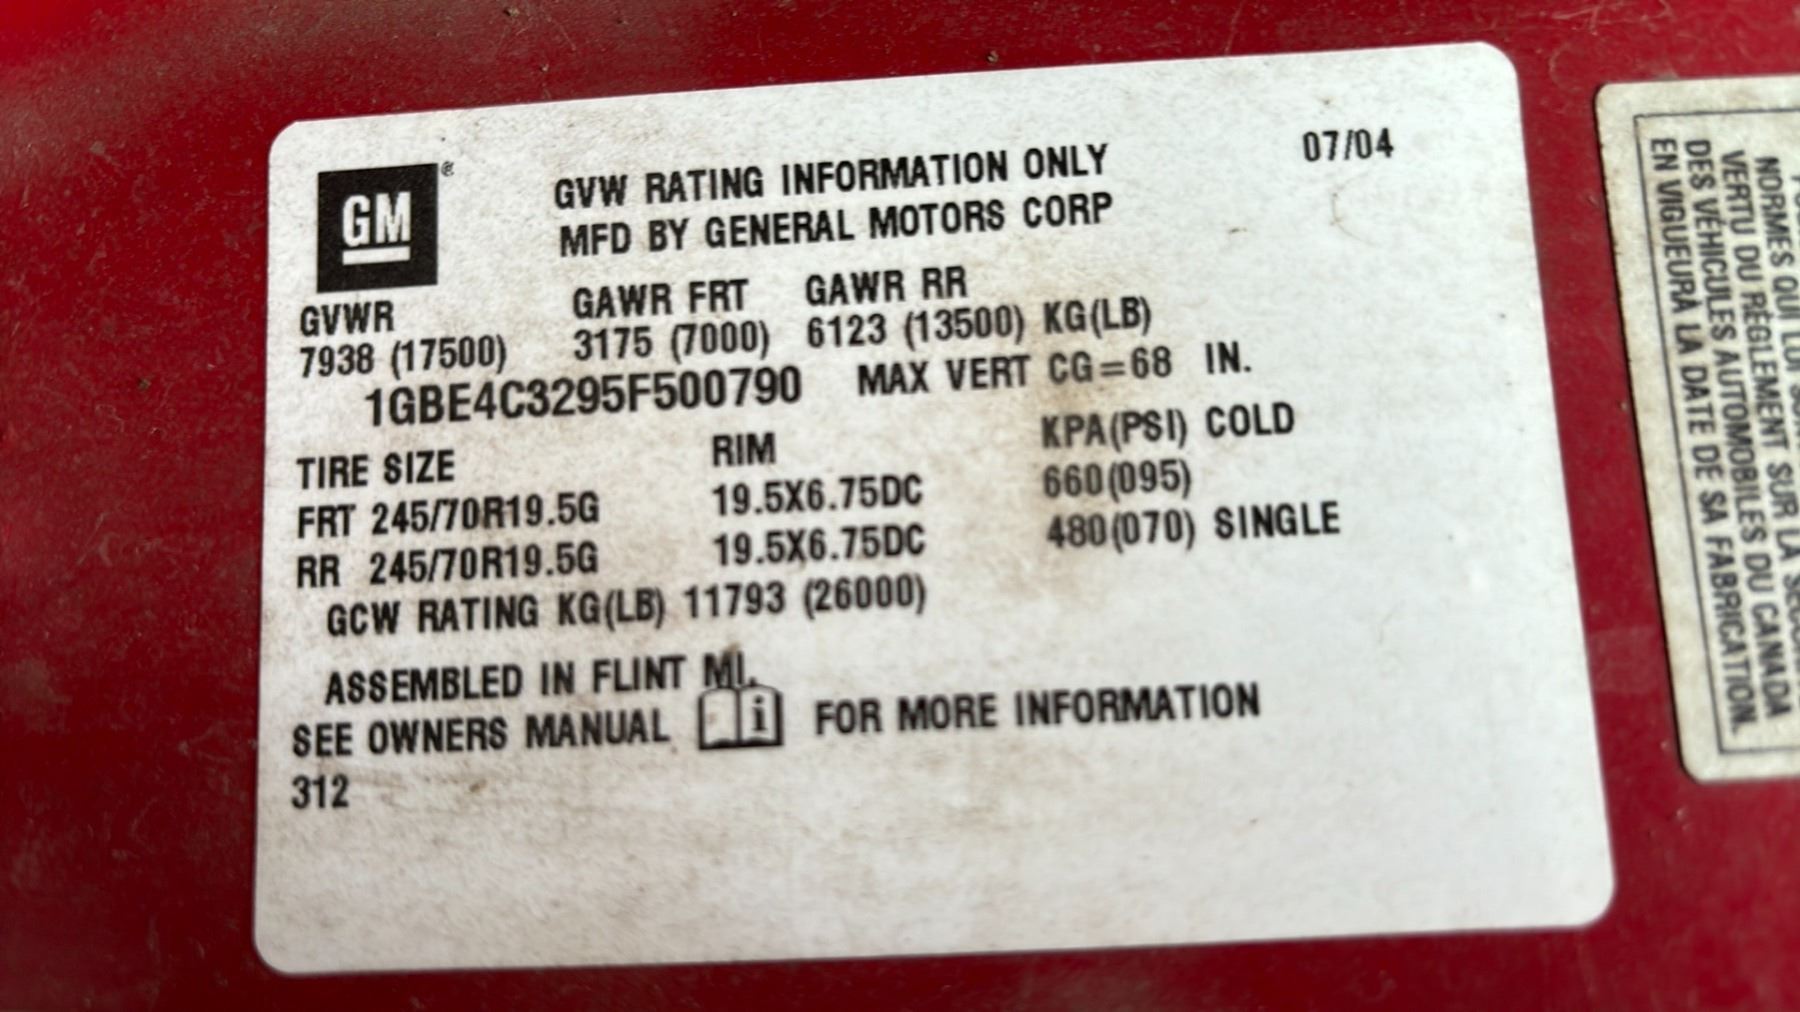 GM®
GVW RATING INFORMATION ONLY 07/04
MFD BY GENERAL MOTORS CORP
GVWR GAWR FRT GAWR RR
7938 (17500) 3175 (7000) 6123 (13500) KG(LB)
1GBE4C3295F500790 MAX VERT CG=68 IN.
TIRE SIZE RIM KPA(PSI) COLD
FRT 245/70R19.5G 19.5X6.75DC 660(095)
RR 245/70R19.5G 19.5X6.75DC 480(070) SINGLE
GCW RATING KG(LB) 11793 (26000)
ASSEMBLED IN FLINT MI.
SEE OWNERS MANUAL i FOR MORE INFORMATION
312
NORMES QUI LUI SONT
VERTU DU RÈGLEMENT SUR LA
DES VÉHICULES AUTOMOBILES DU CANADA
EN VIGUEUR À LA DATE DE SA FABRICATION.